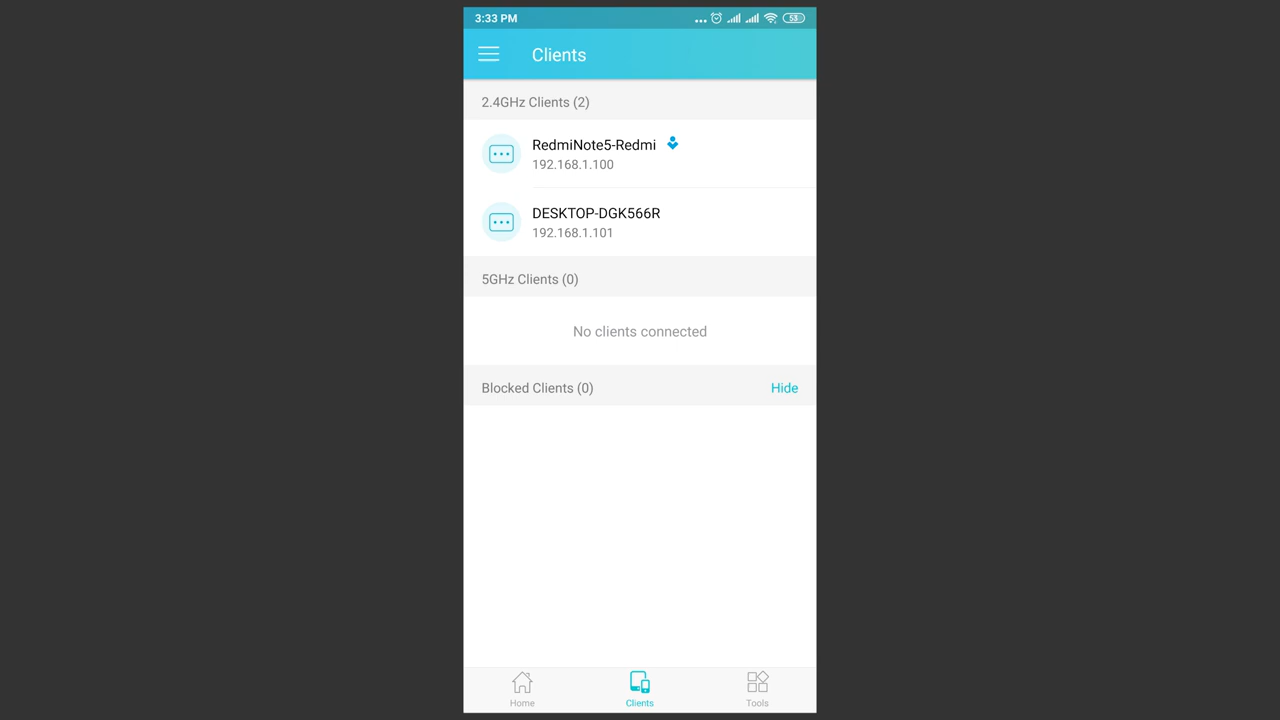 3:33 PM
53
Clients
2.4GHz Clients (2)
RedmiNote5-Redmi
192.168.1.100
DESKTOP-DGK566R
192.168.1.101
5GHz Clients (0)
No clients connected
Blocked Clients (0) Hide
Home Clients Tools